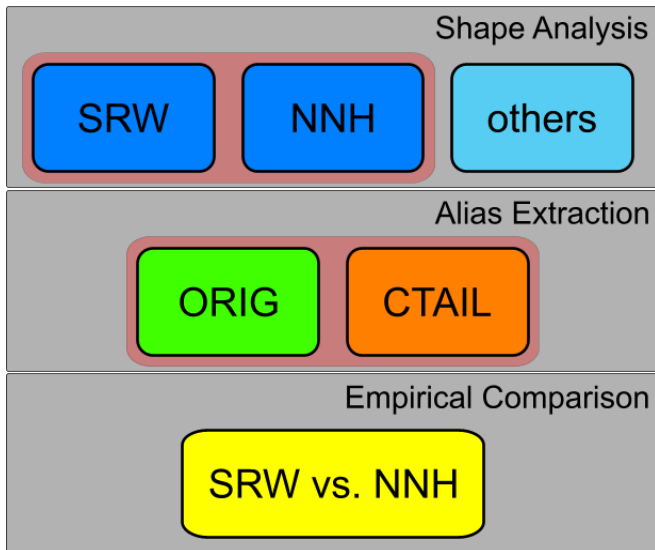 Shape Analysis
SRW NNH others
Alias Extraction
ORIG CTAIL
Empirical Comparison
SRW vs. NNH